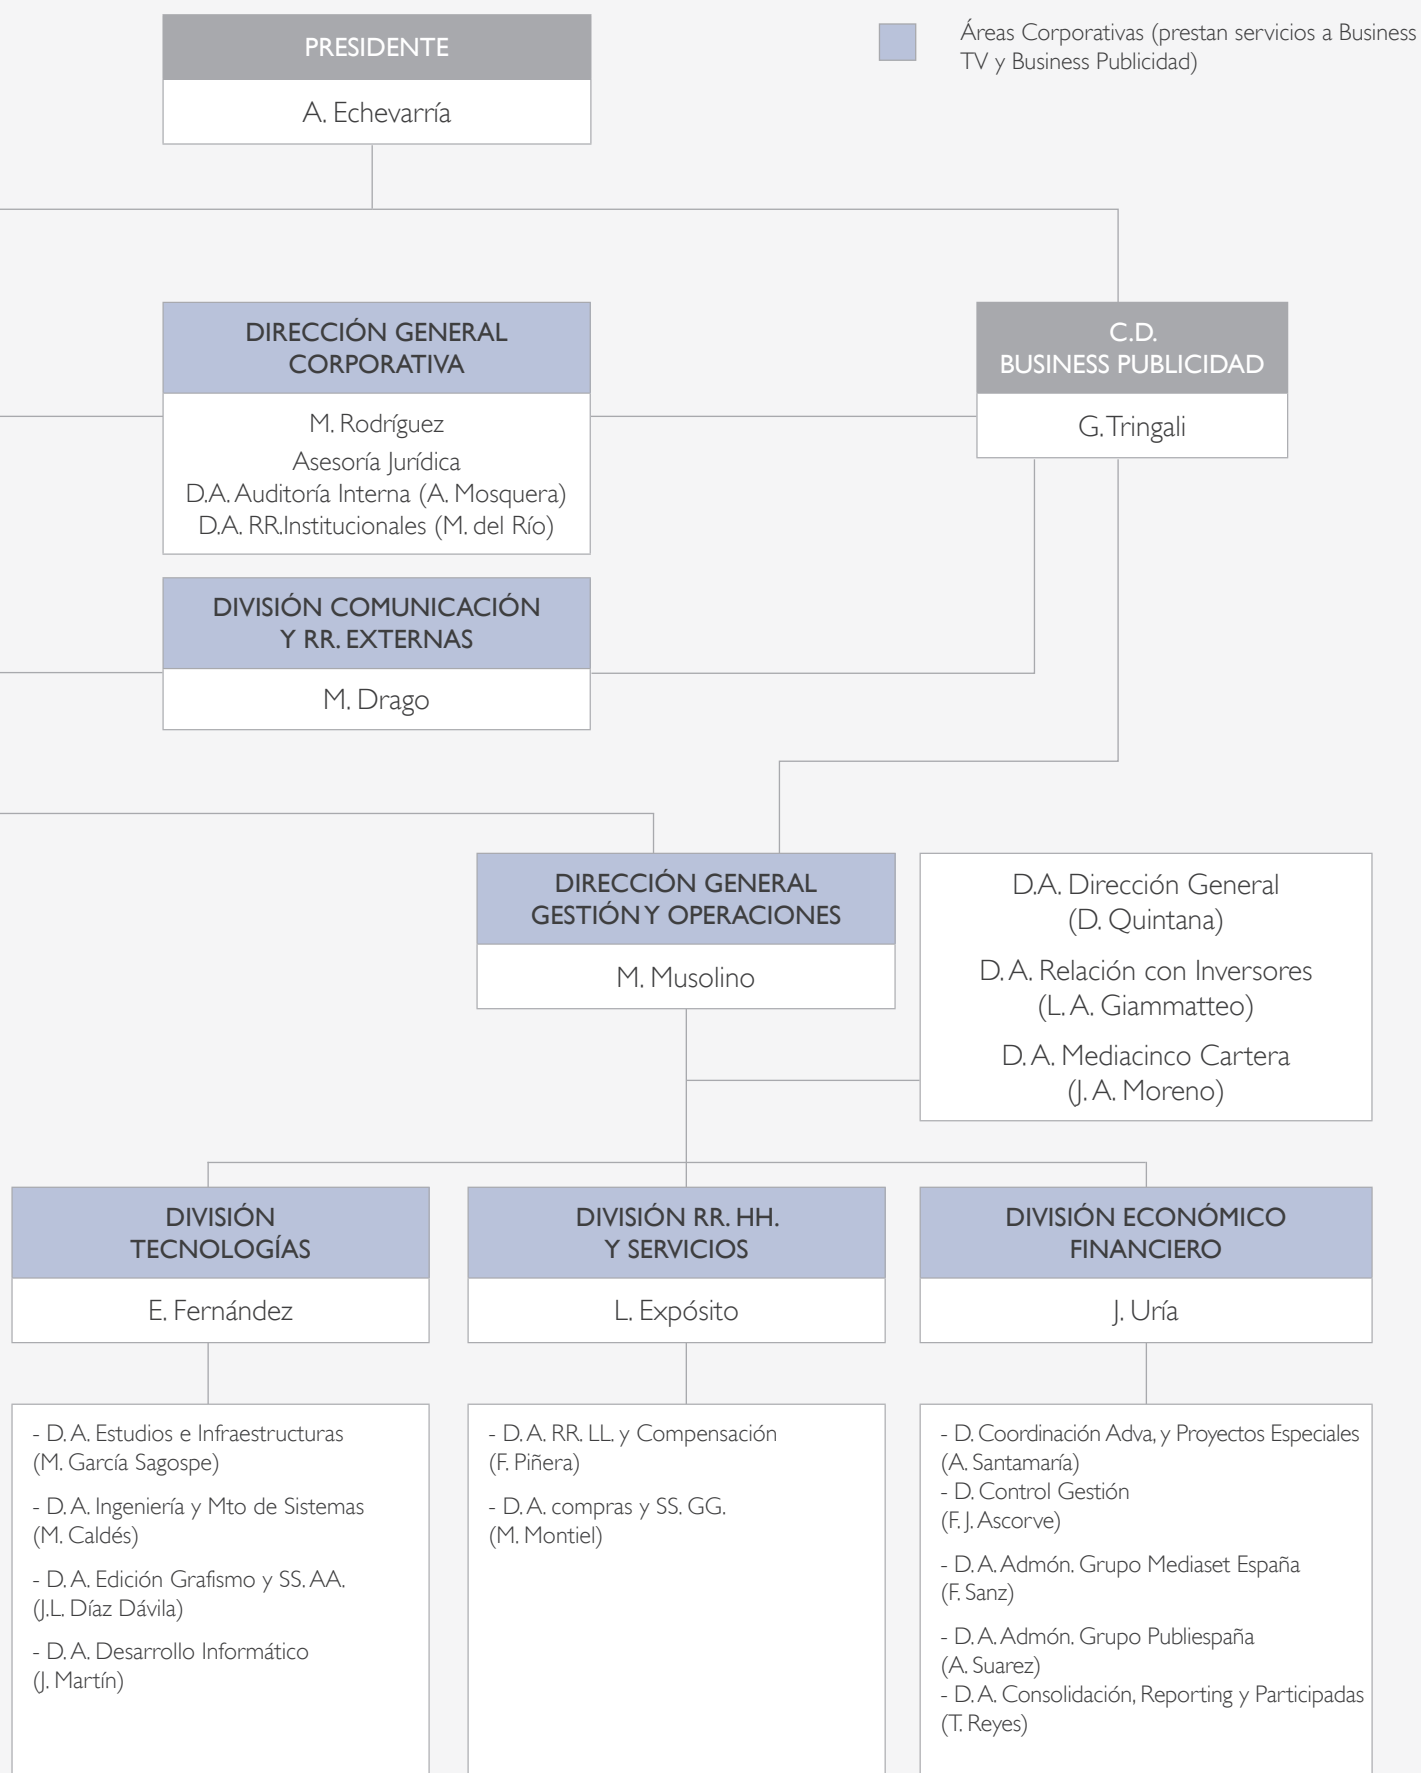 PRESIDENTE
A. Echevarría
Áreas Corporativas (prestan servicios a Business
TV y Business Publicidad)
DIRECCIÓN GENERAL
CORPORATIVA
M. Rodríguez
Asesoría Jurídica
D.A. Auditoría Interna (A. Mosquera)
D.A. RR.Institucionales (M. del Río)
C.D.
BUSINESS PUBLICIDAD
G. Tringali
DIVISIÓN COMUNICACIÓN
Y RR. EXTERNAS
M. Drago
DIRECCIÓN GENERAL
GESTIÓN Y OPERACIONES
M. Musolino
D.A. Dirección General
(D. Quintana)
D. A. Relación con Inversores
(L. A. Giammatteo)
D. A. Mediacinco Cartera
(J. A. Moreno)
DIVISIÓN
TECNOLOGÍAS
E. Fernández
- D. A. Estudios e Infraestructuras
(M. García Sagospe)
- D. A. Ingeniería y Mto de Sistemas
(M. Caldés)
- D. A. Edición Grafismo y SS. AA.
(J.L. Díaz Dávila)
- D. A. Desarrollo Informático
(J. Martín)
DIVISIÓN RR. HH.
Y SERVICIOS
L. Expósito
- D. A. RR. LL. y Compensación
(F. Piñera)
- D. A. compras y SS. GG.
(M. Montiel)
DIVISIÓN ECONÓMICO
FINANCIERO
J. Uría
- D. Coordinación Adva, y Proyectos Especiales
(A. Santamaría)
- D. Control Gestión
(F. J. Ascorve)
- D. A. Admón. Grupo Mediaset España
(F. Sanz)
- D. A. Admón. Grupo Publiespaña
(A. Suarez)
- D. A. Consolidación, Reporting y Participadas
(T. Reyes)